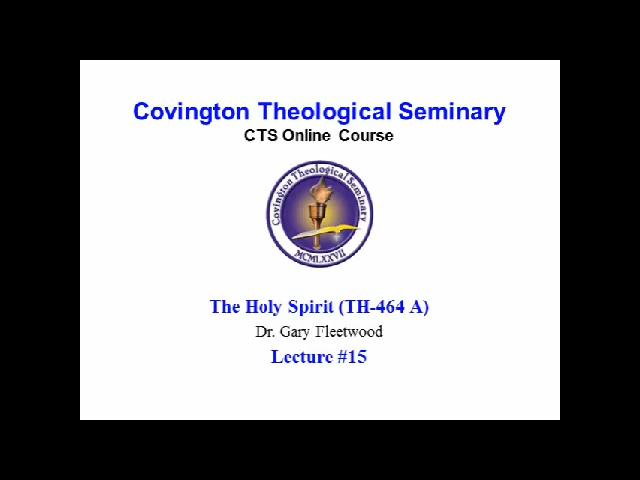 Covington Theological Seminary
CTS Online Course
Covington Theological Seminary
MCMLXXVII
The Holy Spirit (TH-464 A)
Dr. Gary Fleetwood
Lecture #15